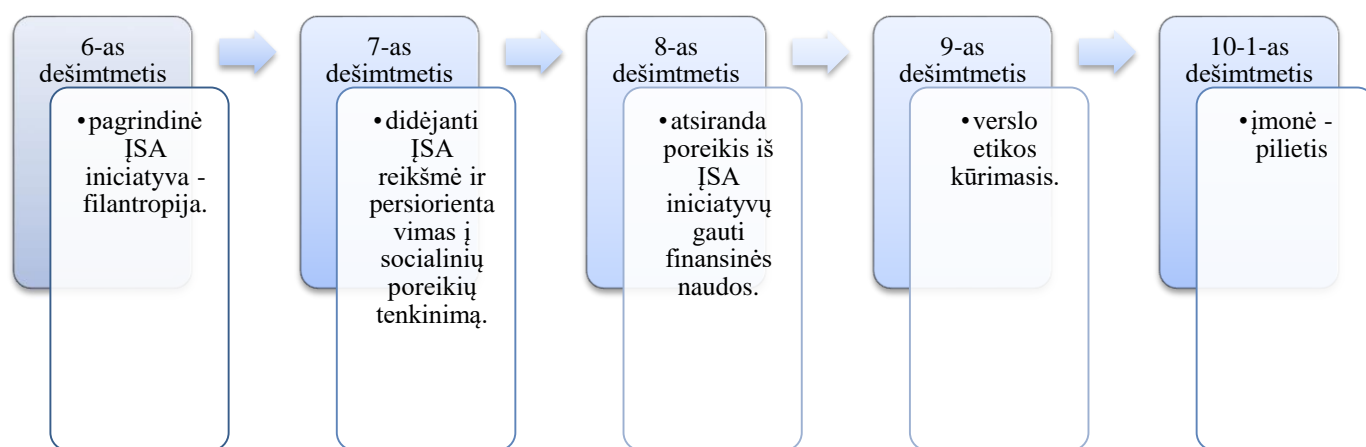 6-as
dešimtmetis
•pagrindinė
ĮSA
iniciatyva -
filantropija.
7-as
dešimtmetis
•didėjanti
ĮSA
reikšmė ir
persiorienta
vimas į
socialinių
poreikių
tenkinimą.
8-as
dešimtmetis
•atsiranda
poreikis iš
ĮSA
iniciatyvų
gauti
finansinės
naudos.
9-as
dešimtmetis
•verslo
etikos
kūrimasis.
10-1-as
dešimtmetis
•įmonė -
pilietis